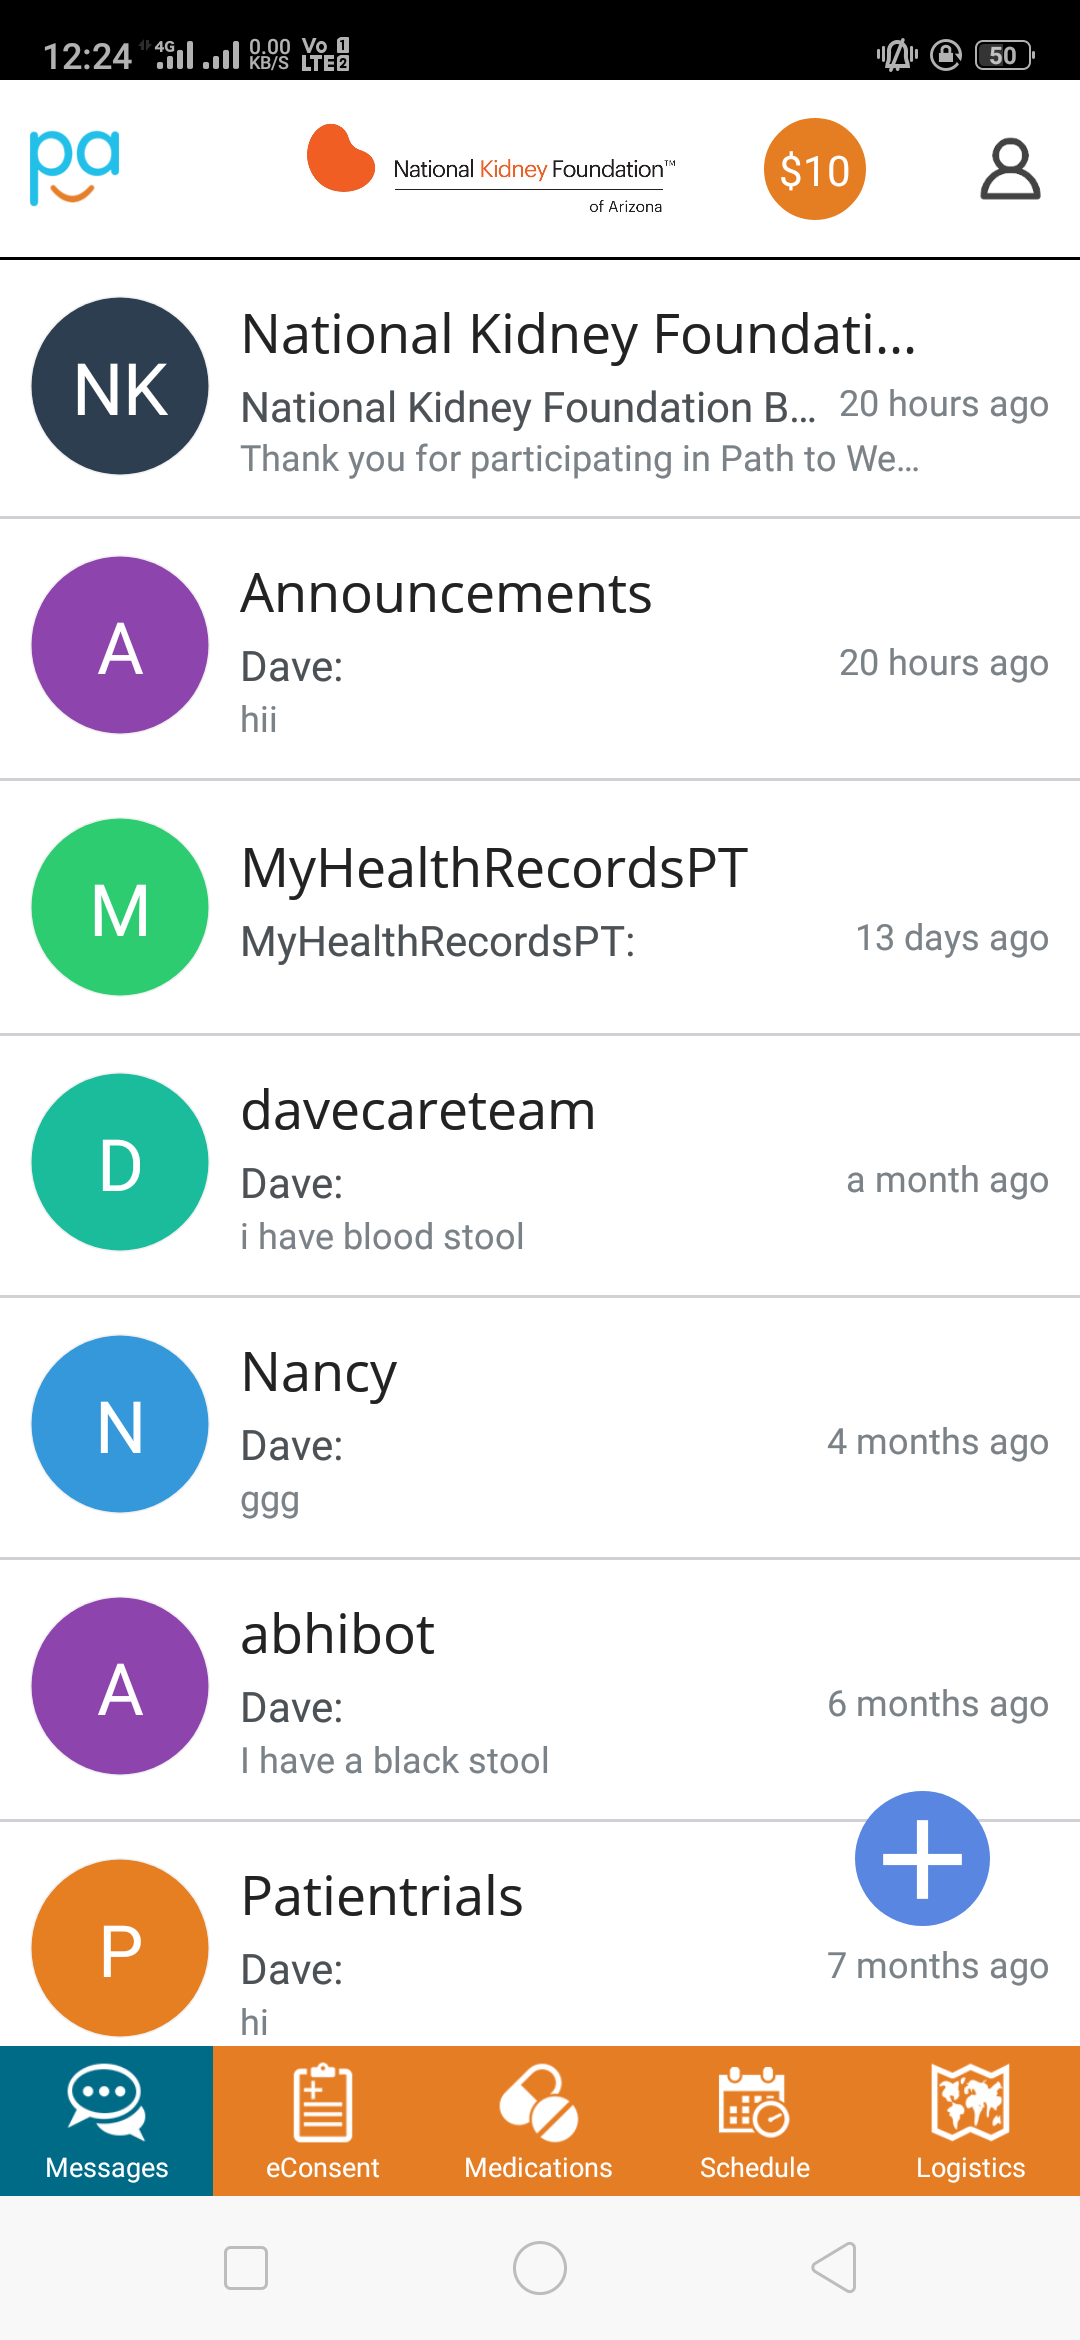 12:24 4G 0.00 KB/S Vo LTE 1 2 50
pa National Kidney Foundation™ $10
of Arizona
NK National Kidney Foundati...
National Kidney Foundation B... 20 hours ago
Thank you for participating in Path to We...
A Announcements
Dave: 20 hours ago
hii
M MyHealthRecordsPT
MyHealthRecordsPT: 13 days ago
D davecareteam
Dave: a month ago
i have blood stool
N Nancy
Dave: 4 months ago
ggg
A abhibot
Dave: 6 months ago
I have a black stool
P Patientrials
Dave: 7 months ago
hi
Messages eConsent Medications Schedule Logistics